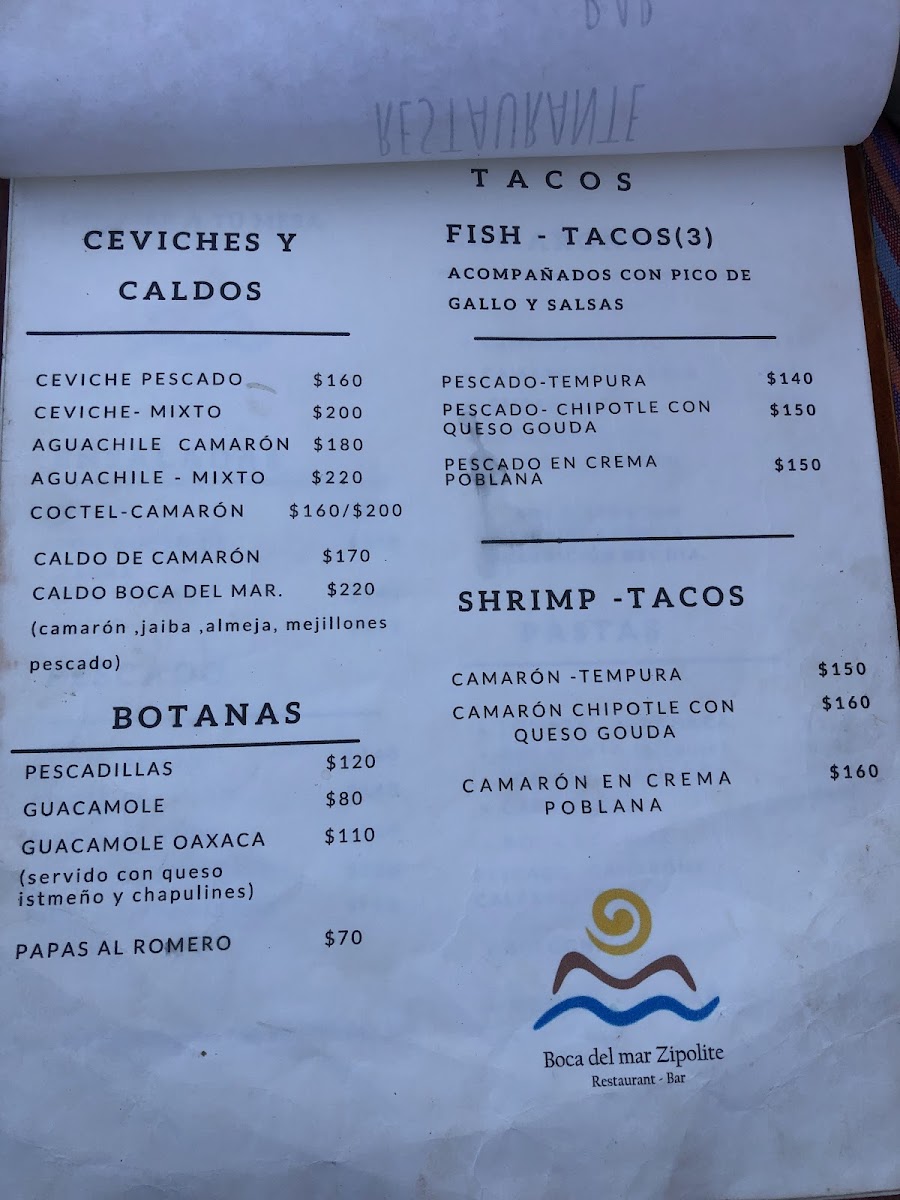 BAR
RESTAURANTE
CEVICHES Y
CALDOS
CEVICHE PESCADO $160
CEVICHE- MIXTO $200
AGUACHILE CAMARÓN $180
AGUACHILE - MIXTO $220
COCTEL-CAMARÓN $160/$200
CALDO DE CAMARÓN $170
CALDO BOCA DEL MAR. $220
(camarón ,jaiba ,almeja, mejillones
pescado)
BOTANAS
PESCADILLAS $120
GUACAMOLE $80
GUACAMOLE OAXACA $110
(servido con queso
istmeño y chapulines)
PAPAS AL ROMERO $70
TACOS
FISH - TACOS(3)
ACOMPAÑADOS CON PICO DE
GALLO Y SALSAS
PESCADO-TEMPURA $140
PESCADO- CHIPOTLE CON $150
QUESO GOUDA
PESCADO EN CREMA $150
POBLANA
SHRIMP -TACOS
CAMARÓN -TEMPURA $150
CAMARÓN CHIPOTLE CON $160
QUESO GOUDA
CAMARÓN EN CREMA $160
POBLANA
Boca del mar Zipolite
Restaurant - Bar